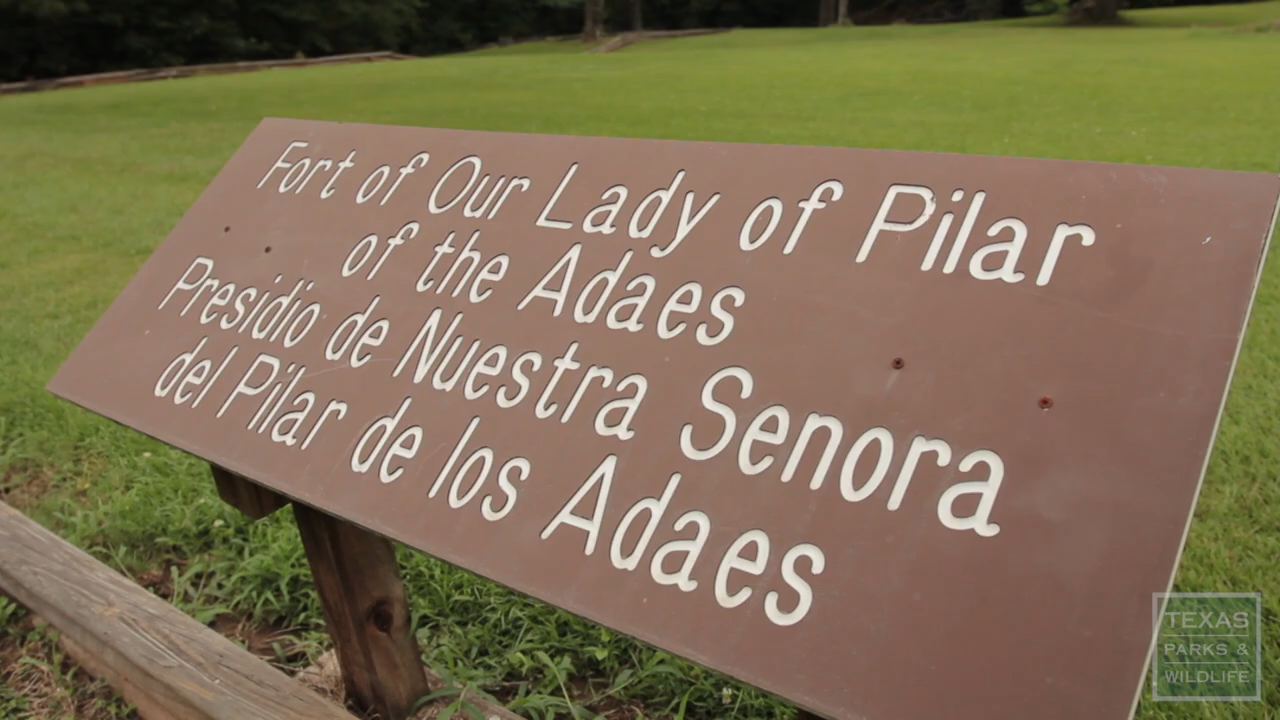 Fort of Our Lady of Pilar
of the Adaes
Presidio de Nuestra Senora
del Pilar de los Adaes
TEXAS
PARKS &
WILDLIFE